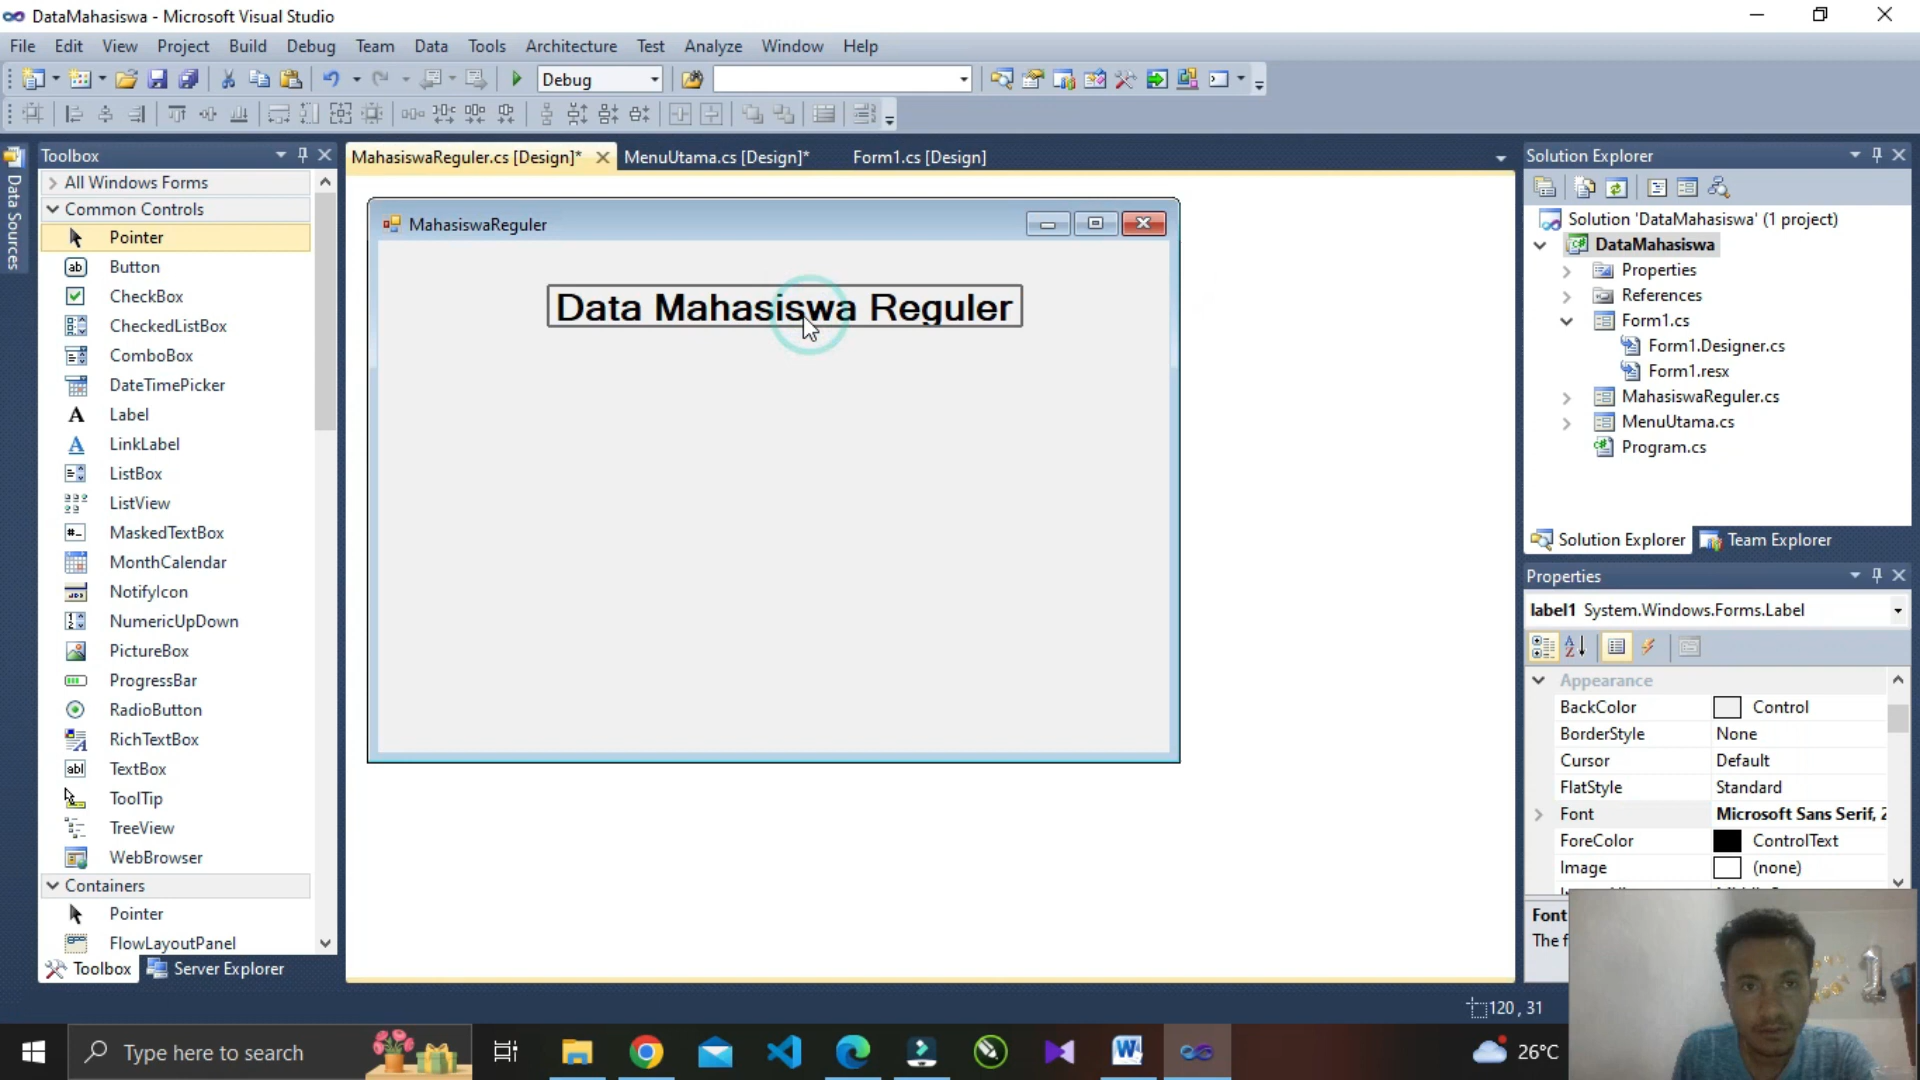 DataMahasiswa - Microsoft Visual Studio
File Edit View Project Build Debug Team Data Tools Architecture Test Analyze Window Help
Debug
Data Sources
Toolbox
All Windows Forms
Common Controls
Pointer
Button
CheckBox
CheckedListBox
ComboBox
DateTimePicker
Label
LinkLabel
ListBox
ListView
MaskedTextBox
MonthCalendar
NotifyIcon
NumericUpDown
PictureBox
ProgressBar
RadioButton
RichTextBox
TextBox
ToolTip
TreeView
WebBrowser
Containers
Pointer
FlowLayoutPanel
Toolbox Server Explorer
MahasiswaReguler.cs [Design]* MenuUtama.cs [Design]* Form1.cs [Design]
MahasiswaReguler
Data Mahasiswa Reguler
Solution Explorer
Solution 'DataMahasiswa' (1 project)
DataMahasiswa
Properties
References
Form1.cs
Form1.Designer.cs
Form1.resx
MahasiswaReguler.cs
MenuUtama.cs
Program.cs
Solution Explorer Team Explorer
Properties
label1 System.Windows.Forms.Label
Appearance
BackColor Control
BorderStyle None
Cursor Default
FlatStyle Standard
Font Microsoft Sans Serif, 2
ForeColor ControlText
Image (none)
Font
The f
120 , 31
Type here to search
26°C